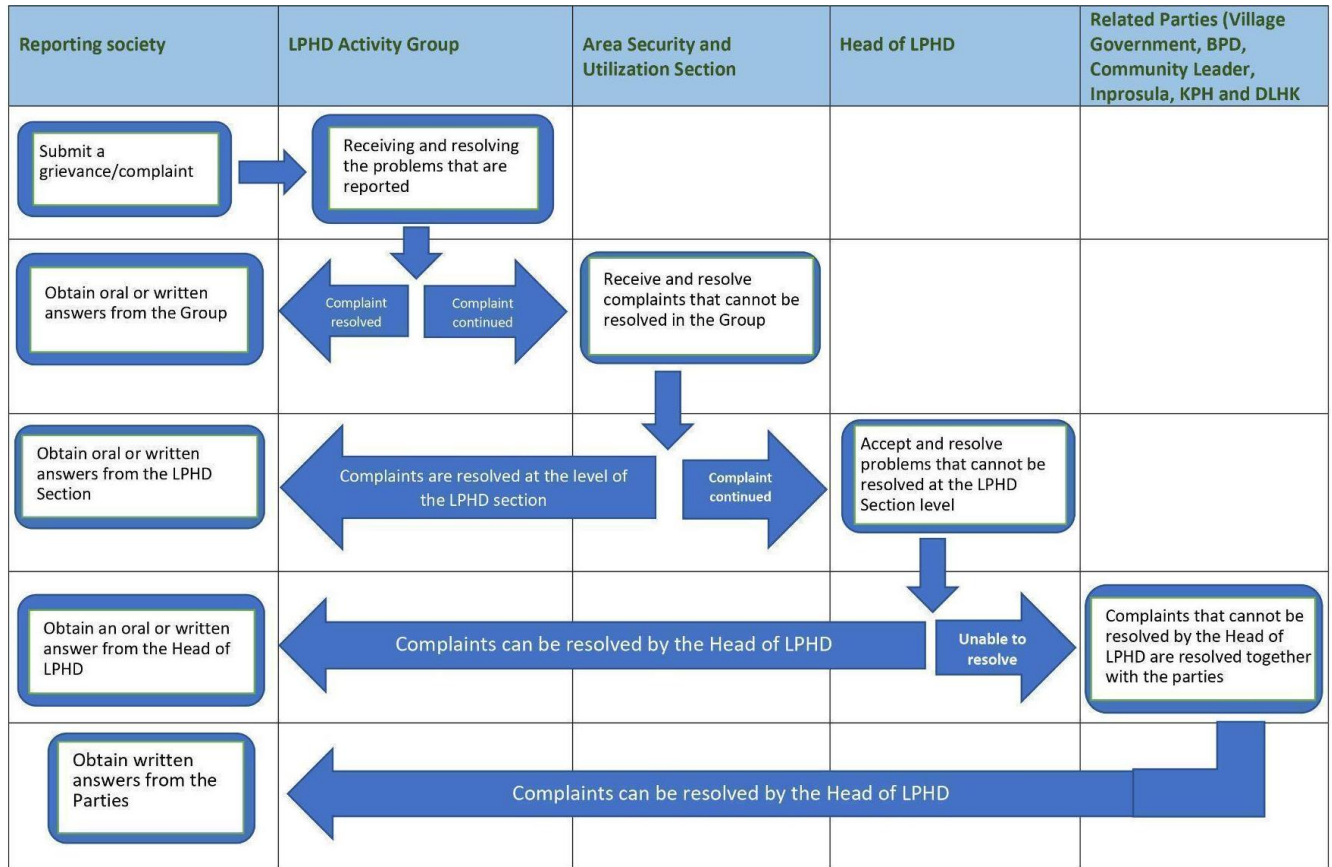 Reporting society
LPHD Activity Group
Area Security and
Utilization Section
Head of LPHD
Related Parties (Village
Government, BPD,
Community Leader,
Inprosula, KPH and DLHK
Submit a
grievance/complaint
Receiving and resolving
the problems that are
reported
Obtain oral or written
answers from the Group
Complaint
resolved
Complaint
continued
Receive and resolve
complaints that cannot be
resolved in the Group
Obtain oral or written
answers from the LPHD
Section
Complaints are resolved at the level of
the LPHD section
Complaint
continued
Accept and resolve
problems that cannot be
resolved at the LPHD
Section level
Obtain an oral or written
answer from the Head of
LPHD
Complaints can be resolved by the Head of LPHD
Unable to
resolve
Complaints that cannot be
resolved by the Head of
LPHD are resolved together
with the parties
Obtain written
answers from the
Parties
Complaints can be resolved by the Head of LPHD